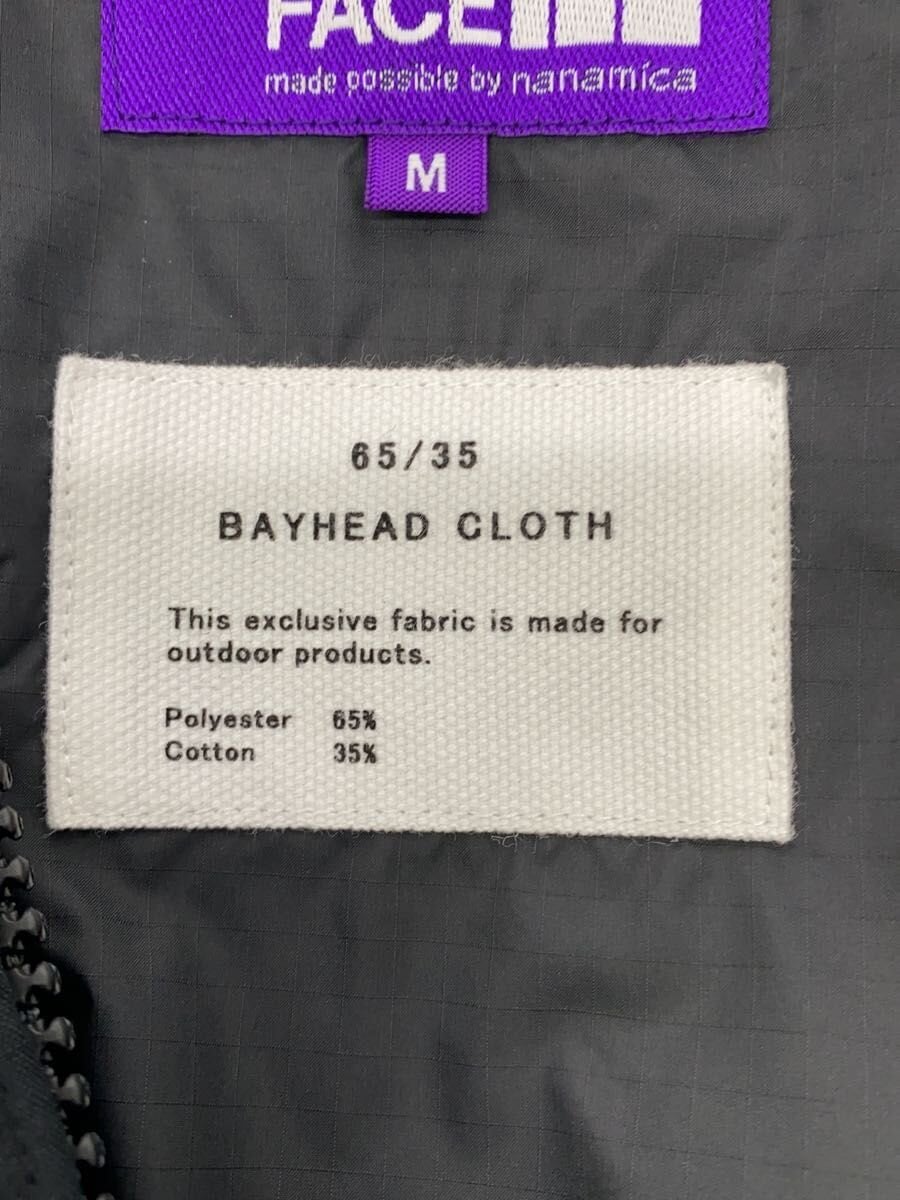 FACE
made possible by nanamica
M
65/35
BAYHEAD CLOTH
This exclusive fabric is made for
outdoor products.
Polyester 65%
Cotton 35%